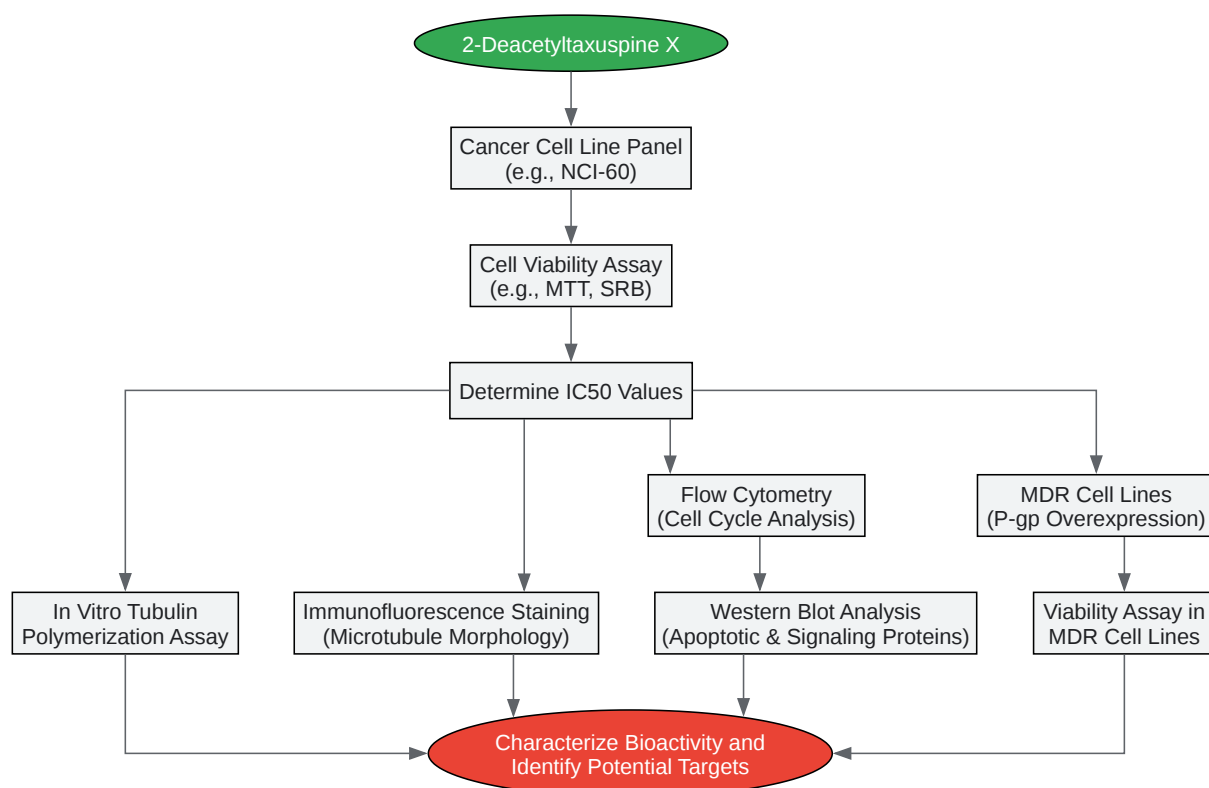 2-Deacetyltaxuspine X
Cancer Cell Line Panel
(e.g., NCI-60)
Cell Viability Assay
(e.g., MTT, SRB)
Determine IC50 Values
Flow Cytometry
(Cell Cycle Analysis)
MDR Cell Lines
(P-gp Overexpression)
In Vitro Tubulin
Polymerization Assay
Immunofluorescence Staining
(Microtubule Morphology)
Western Blot Analysis
(Apoptotic & Signaling Proteins)
Viability Assay in
MDR Cell Lines
Characterize Bioactivity and
Identify Potential Targets